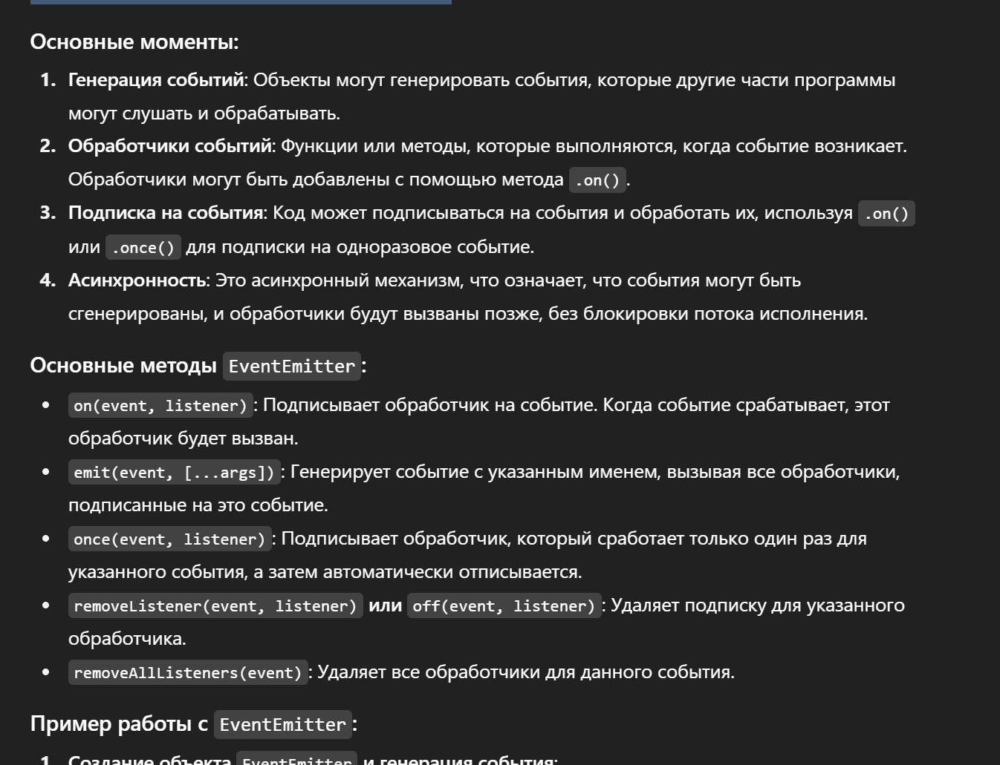 Основные моменты:
1. Генерация событий: Объекты могут генерировать события, которые другие части программы
могут слушать и обрабатывать.
2. Обработчики событий: Функции или методы, которые выполняются, когда событие возникает.
Обработчики могут быть добавлены с помощью метода .on().
3. Подписка на события: Код может подписываться на события и обработать их, используя .on()
или .once() для подписки на одноразовое событие.
4. Асинхронность: Это асинхронный механизм, что означает, что события могут быть
сгенерированы, и обработчики будут вызваны позже, без блокировки потока исполнения.
Основные методы EventEmitter:
• on(event, listener): Подписывает обработчик на событие. Когда событие срабатывает, этот
обработчик будет вызван.
• emit(event, [...args]): Генерирует событие с указанным именем, вызывая все обработчики,
подписанные на это событие.
• once(event, listener): Подписывает обработчик, который сработает только один раз для
указанного события, а затем автоматически отписывается.
• removeListener(event, listener) или off(event, listener): Удаляет подписку для указанного
обработчика.
• removeAllListeners(event): Удаляет все обработчики для данного события.
Пример работы с EventEmitter:
1. Создание объекта EventEmitter и генерация события: